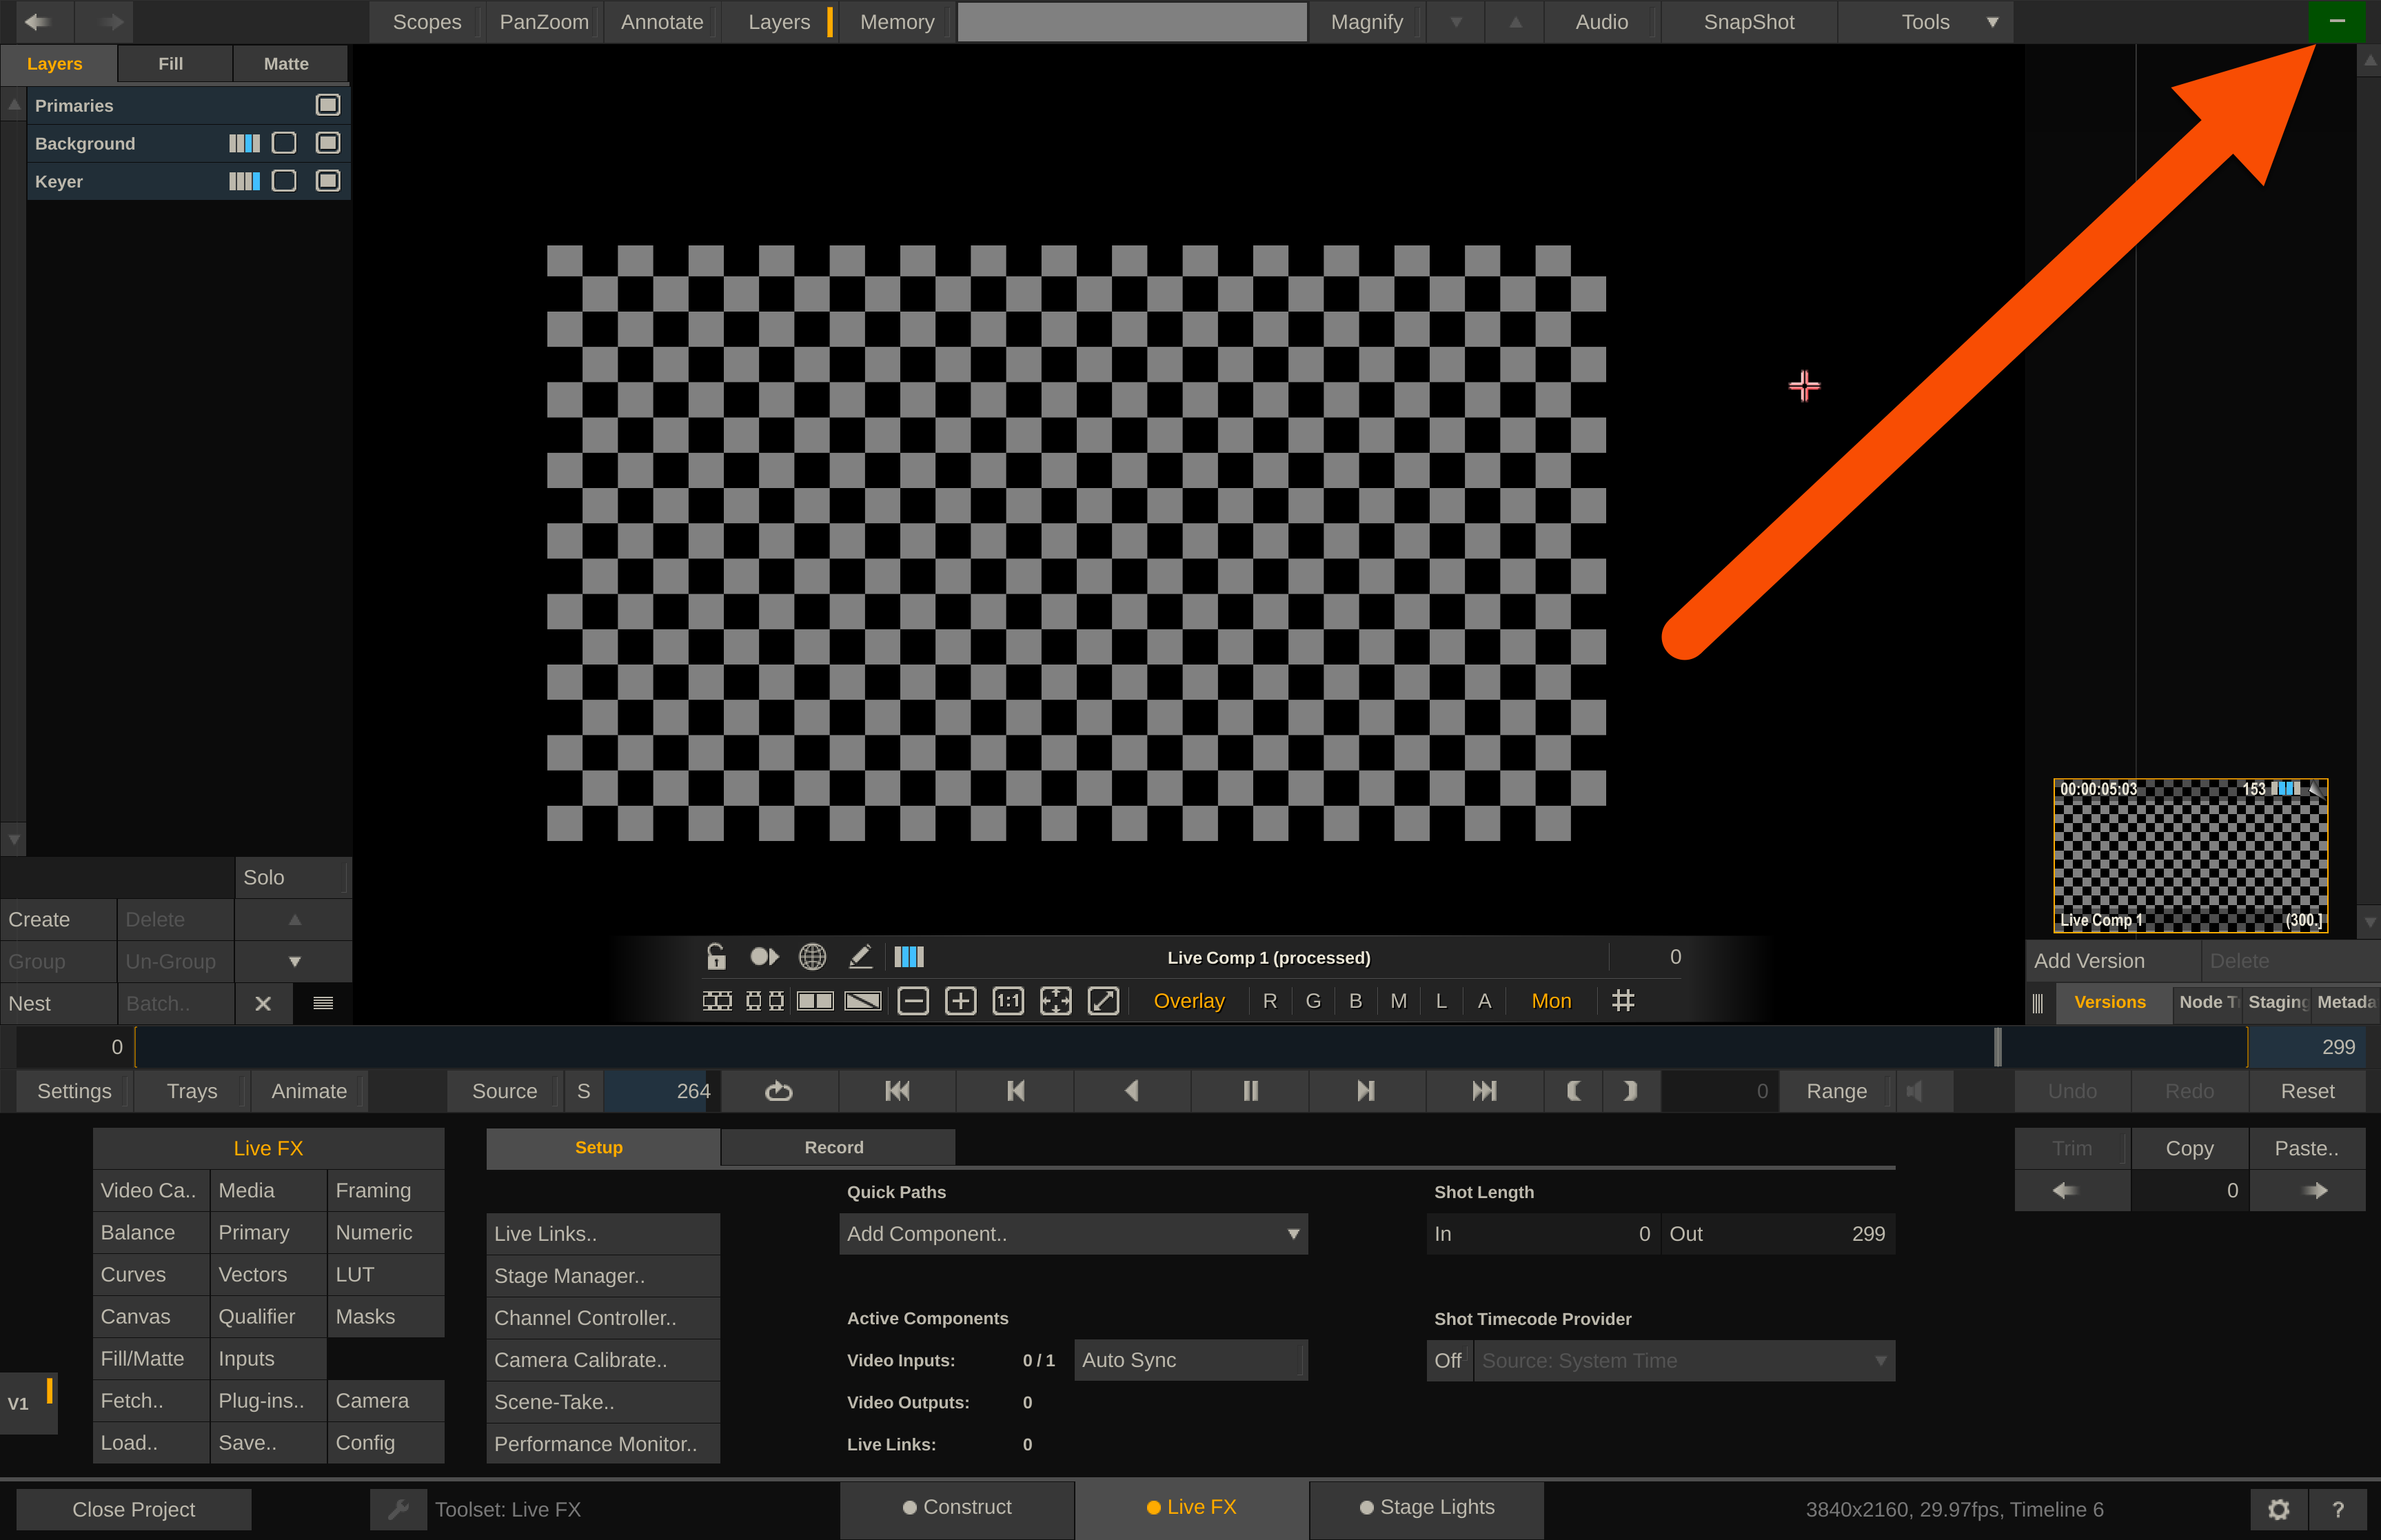 Scopes PanZoom Annotate Layers Memory Magnify Audio SnapShot Tools
Layers Fill Matte
Primaries
Background
Keyer
00:00:05:03 153
Live Comp 1 (300.]
Solo
Create Delete
Group Un-Group
Nest Batch..
Live Comp 1 (processed) 0
1:1 Overlay R G B M L A Mon
Add Version Delete
Versions Node T Staging Metada
0 299
Settings Trays Animate Source S 264 0 Range Undo Redo Reset
Live FX
Video Ca.. Media Framing
Balance Primary Numeric
Curves Vectors LUT
Canvas Qualifier Masks
Fill/Matte Inputs
Fetch.. Plug-ins.. Camera
Load.. Save.. Config
V1
Setup Record
Live Links..
Stage Manager..
Channel Controller..
Camera Calibrate..
Scene-Take..
Performance Monitor..
Quick Paths
Add Component..
Active Components
Video Inputs: 0 / 1 Auto Sync
Video Outputs: 0
Live Links: 0
Shot Length
In 0 Out 299
Shot Timecode Provider
Off Source: System Time
Trim Copy Paste..
0
Close Project Toolset: Live FX Construct Live FX Stage Lights 3840x2160, 29.97fps, Timeline 6 ?